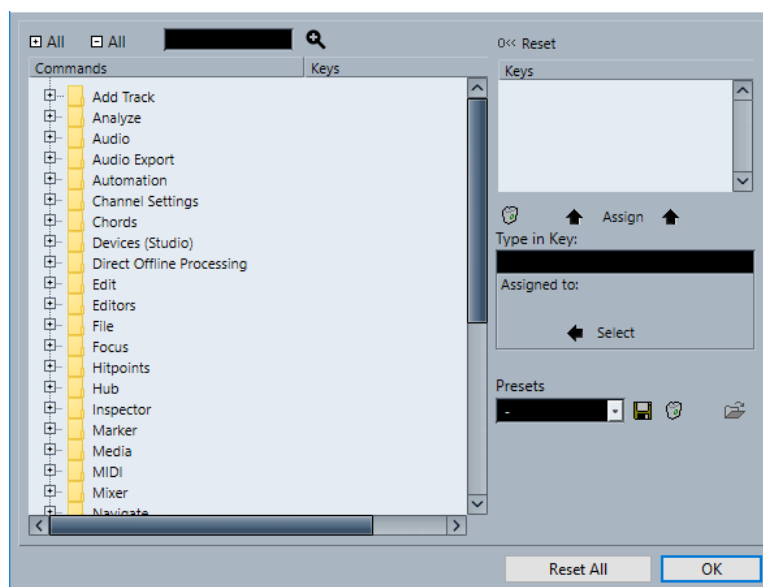 All All
0<< Reset
Commands Keys
Keys
Add Track
Analyze
Audio
Audio Export
Automation
Channel Settings
Chords
Devices (Studio)
Direct Offline Processing
Edit
Editors
File
Focus
Hitpoints
Hub
Inspector
Marker
Media
MIDI
Mixer
Navigate
Assign
Type in Key:
Assigned to:
Select
Presets
-
Reset All OK